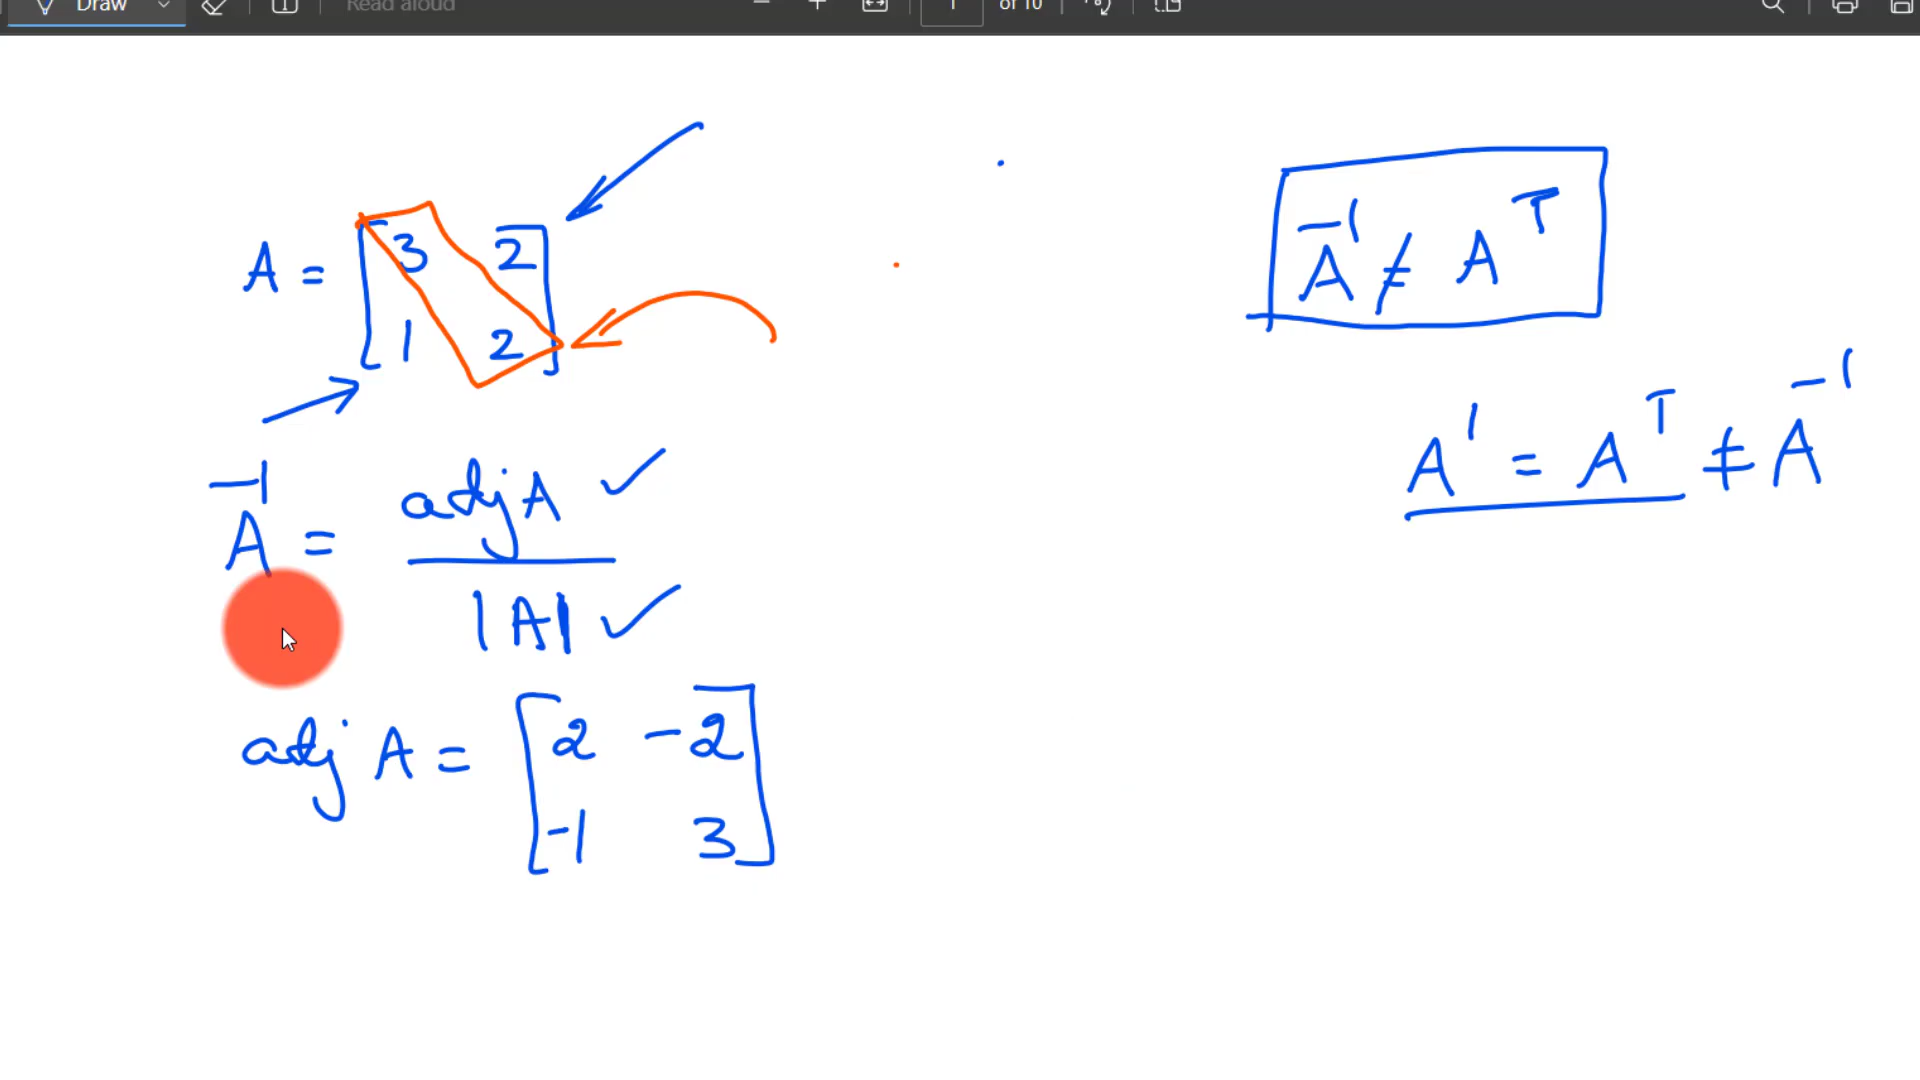 Draw Read aloud 1 of 10
A = [3 2
1 2]
A⁻¹ ≠ Aᵀ
A' = Aᵀ ≠ A⁻¹
A⁻¹ = adj A ✓
|A| ✓
adj A = [2 -2
-1 3]